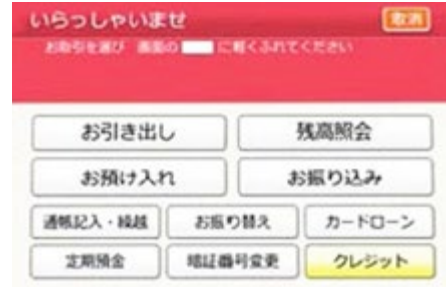 いらっしゃいませ 取消
お取引を選び 画面の に軽くふれてください
お引き出し 残高照会
お預け入れ お振り込み
通帳記入・繰越 お振り替え カードローン
定期預金 暗証番号変更 クレジット